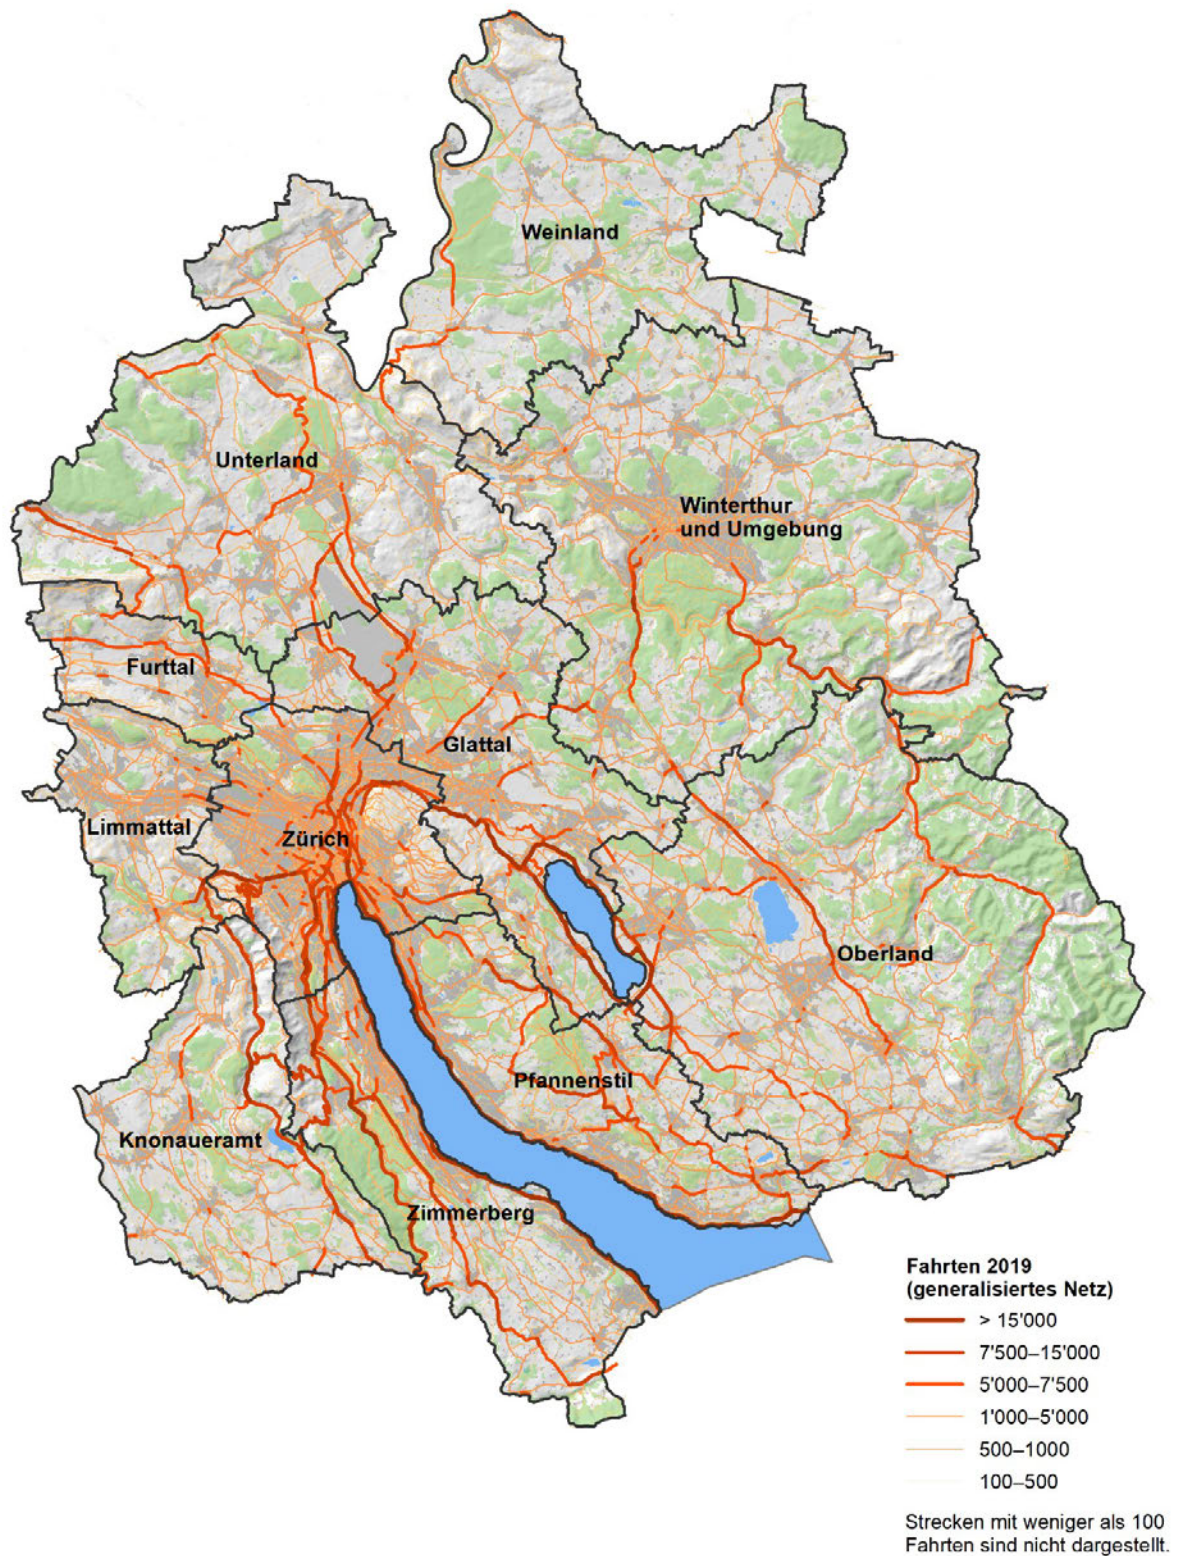 Weinland
Unterland
Winterthur
und Umgebung
Furttal
Glattal
Limmattal
Zürich
Oberland
Pfannenstil
Knonaueramt
Zimmerberg
Fahrten 2019
(generalisiertes Netz)
> 15'000
7'500–15'000
5'000–7'500
1'000–5'000
500–1000
100–500
Strecken mit weniger als 100
Fahrten sind nicht dargestellt.